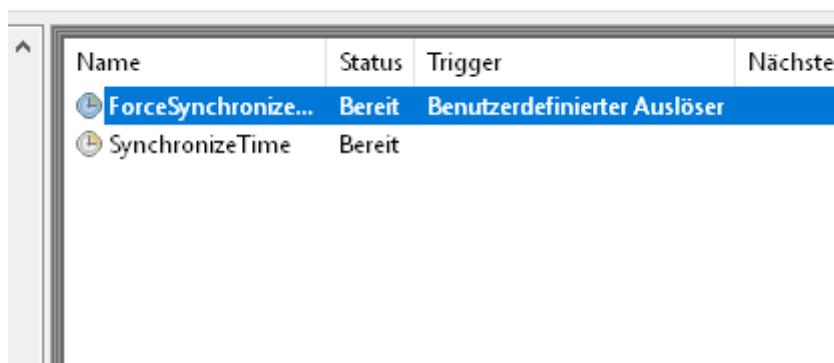 Name Status Trigger Nächste
ForceSynchronize... Bereit Benutzerdefinierter Auslöser
SynchronizeTime Bereit